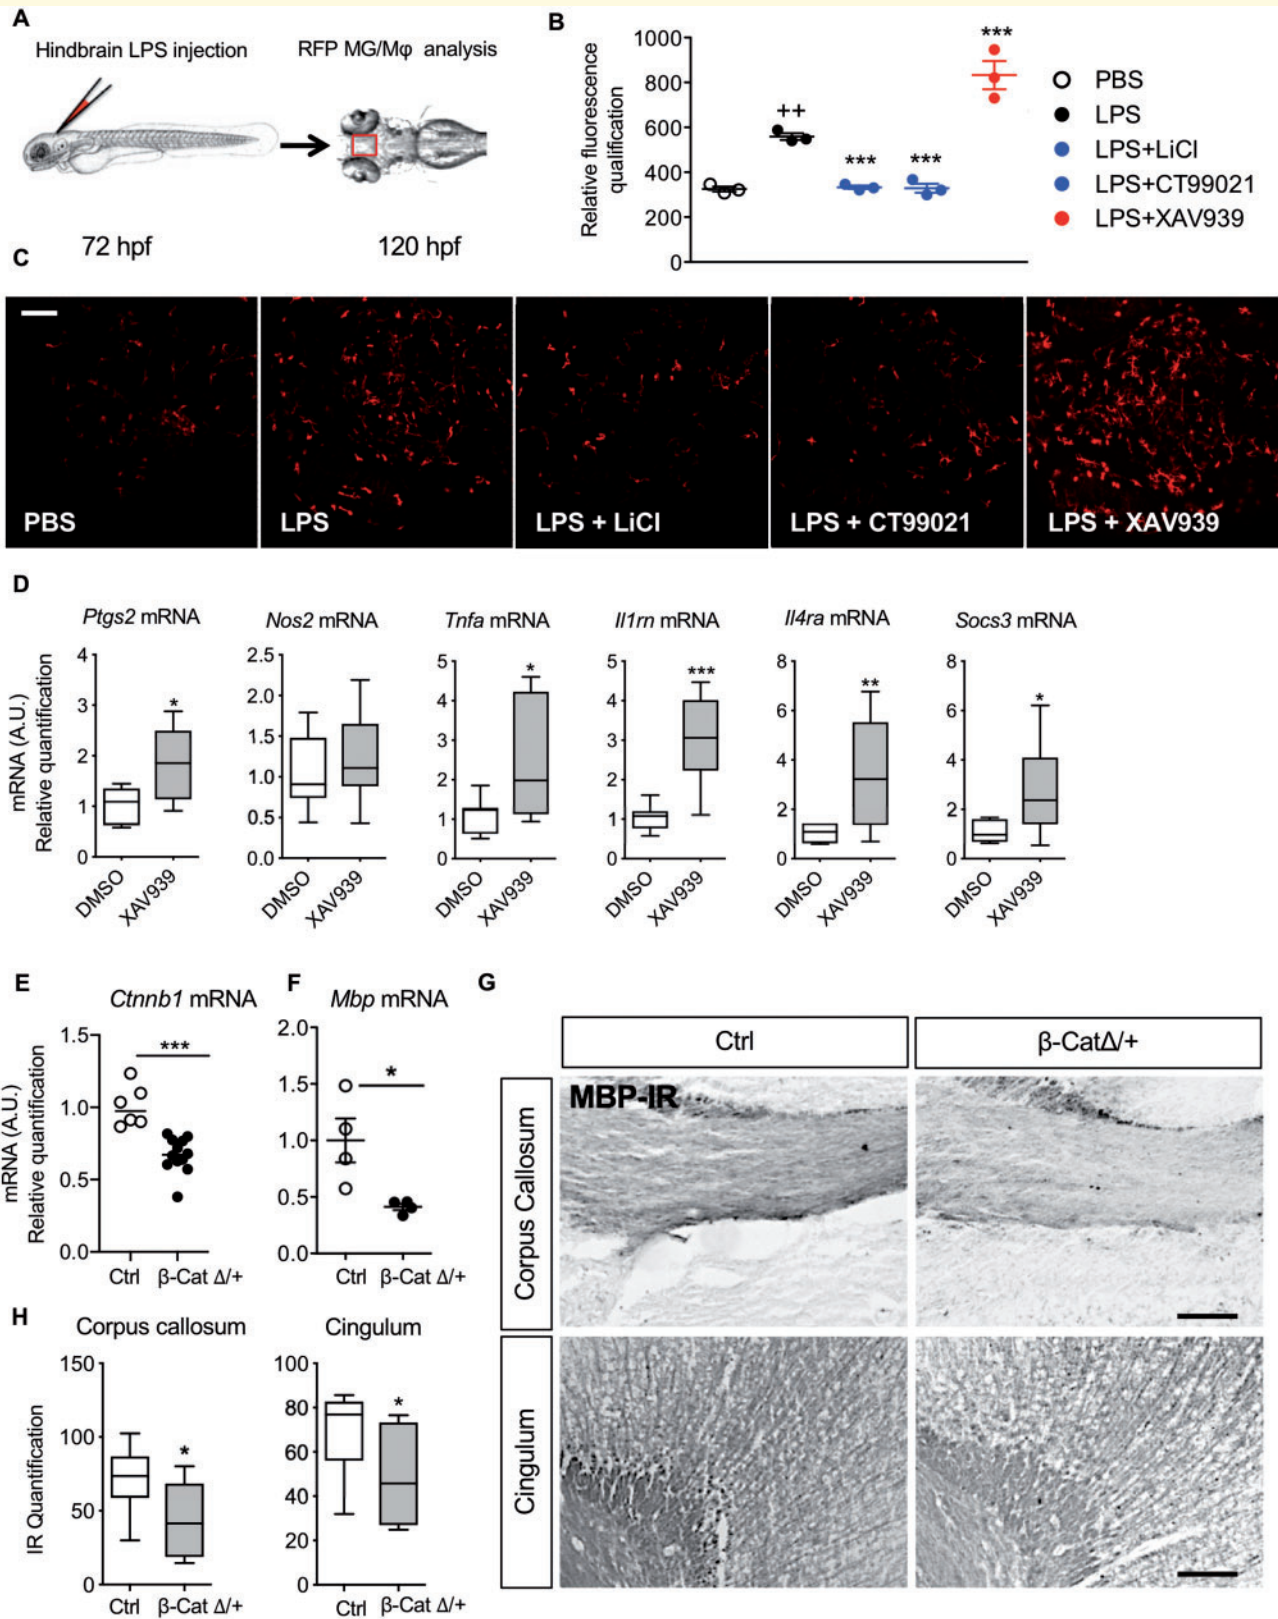 A
Hindbrain LPS injection
RFP MG/Mφ analysis
72 hpf
120 hpf
B
Relative fluorescence
qualification
1000
800
600
400
200
0
++
***
***
***
PBS
LPS
LPS+LiCl
LPS+CT99021
LPS+XAV939
C
PBS
LPS
LPS + LiCl
LPS + CT99021
LPS + XAV939
D
mRNA (A.U.)
Relative quantification
Ptgs2 mRNA
4
3
2
1
0
*
DMSO
XAV939
Nos2 mRNA
2.5
2.0
1.5
1.0
0.5
0.0
DMSO
XAV939
Tnfa mRNA
5
4
3
2
1
0
*
DMSO
XAV939
Il1rn mRNA
5
4
3
2
1
0
***
DMSO
XAV939
Il4ra mRNA
8
6
4
2
0
**
DMSO
XAV939
Socs3 mRNA
8
6
4
2
0
*
DMSO
XAV939
E
Ctnnb1 mRNA
mRNA (A.U.)
Relative quantification
1.5
1.0
0.5
0.0
***
Ctrl
β-Cat Δ/+
F
Mbp mRNA
2.0
1.5
1.0
0.5
0.0
*
Ctrl
β-Cat Δ/+
G
Ctrl
β-CatΔ/+
Corpus Callosum
MBP-IR
Cingulum
H
IR Quantification
Corpus callosum
150
100
50
0
*
Ctrl
β-Cat Δ/+
Cingulum
100
80
60
40
20
0
*
Ctrl
β-Cat Δ/+